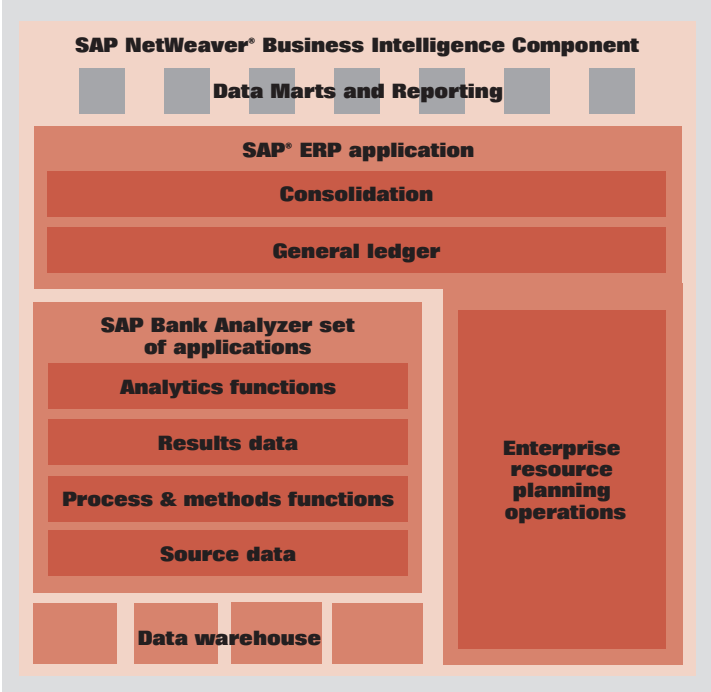 SAP NetWeaver® Business Intelligence Component
Data Marts and Reporting
SAP® ERP application
Consolidation
General ledger
SAP Bank Analyzer set
of applications
Analytics functions
Results data
Process & methods functions
Source data
Data warehouse
Enterprise
resource
planning
operations